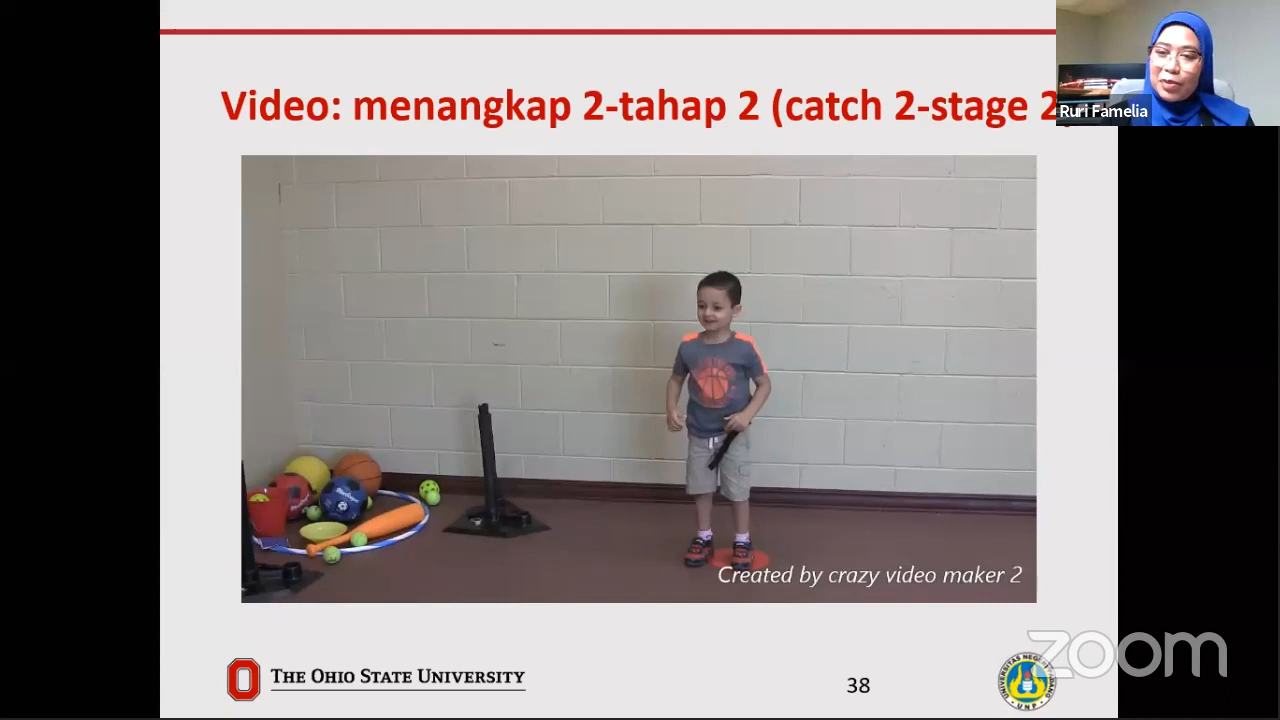 Video: menangkap 2-tahap 2 (catch 2-stage 2
Ruri Famelia
Created by crazy video maker 2
THE OHIO STATE UNIVERSITY
38
UNP
zoom